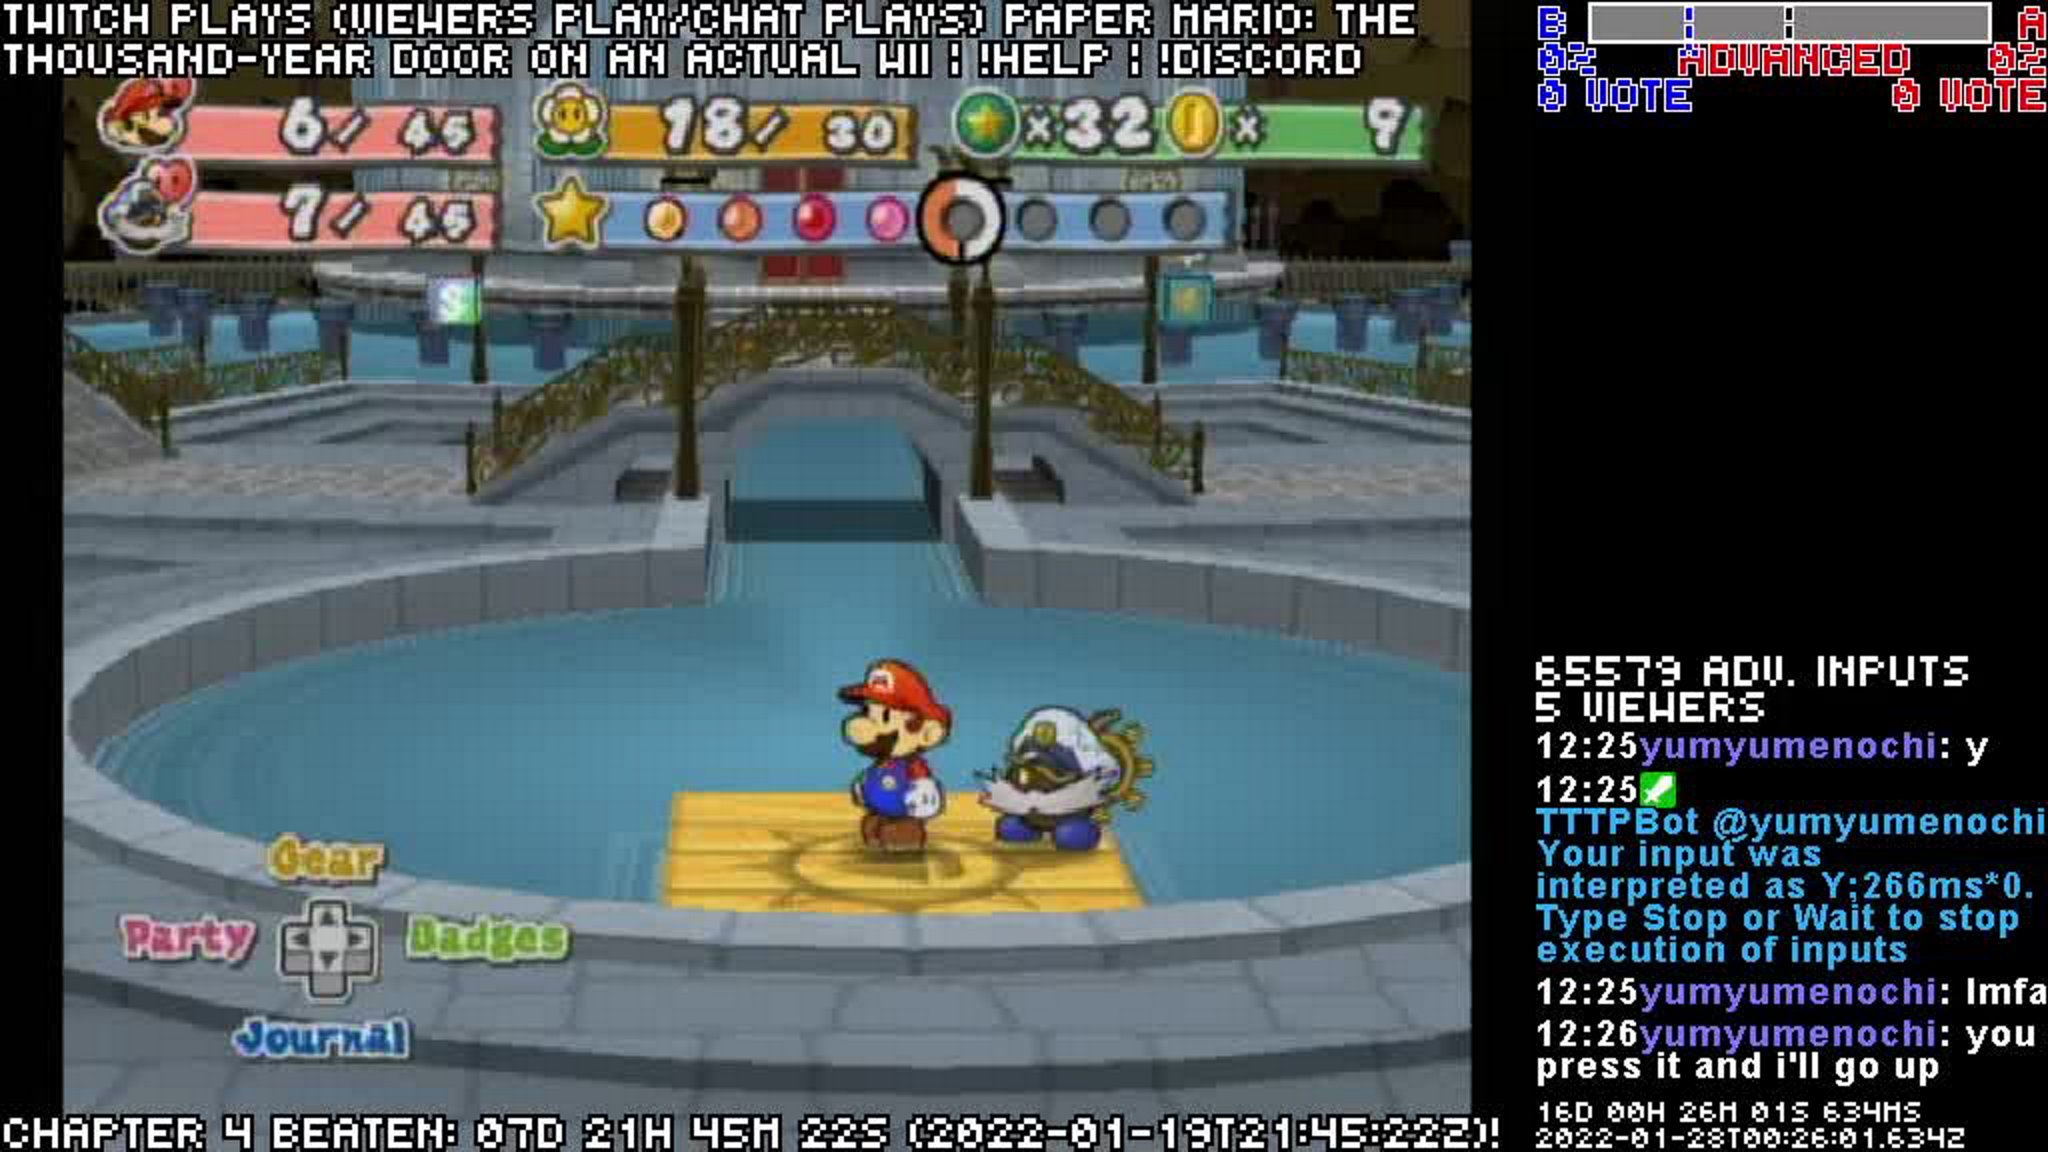 TWITCH PLAYS (VIEWERS PLAY/CHAT PLAYS) PAPER MARIO: THE
THOUSAND-YEAR DOOR ON AN ACTUAL WII | !HELP | !DISCORD
B A
0% ADVANCED 0%
0 VOTE 0 VOTE
6/ 45
18/ 30
×32
× 9
7/ 45
S
Gear
Party
Badges
Journal
65579 ADV. INPUTS
5 VIEWERS
12:25yumyumenochi: y
12:25
TTTPBot @yumyumenochi
Your input was
interpreted as Y;266ms*0.
Type Stop or Wait to stop
execution of inputs
12:25yumyumenochi: lmfa
12:26yumyumenochi: you
press it and i'll go up
16D 00H 26M 01S 634MS
2022-01-28T00:26:01.634Z
CHAPTER 4 BEATEN: 07D 21H 45M 22S (2022-01-19T21:45:22Z)!